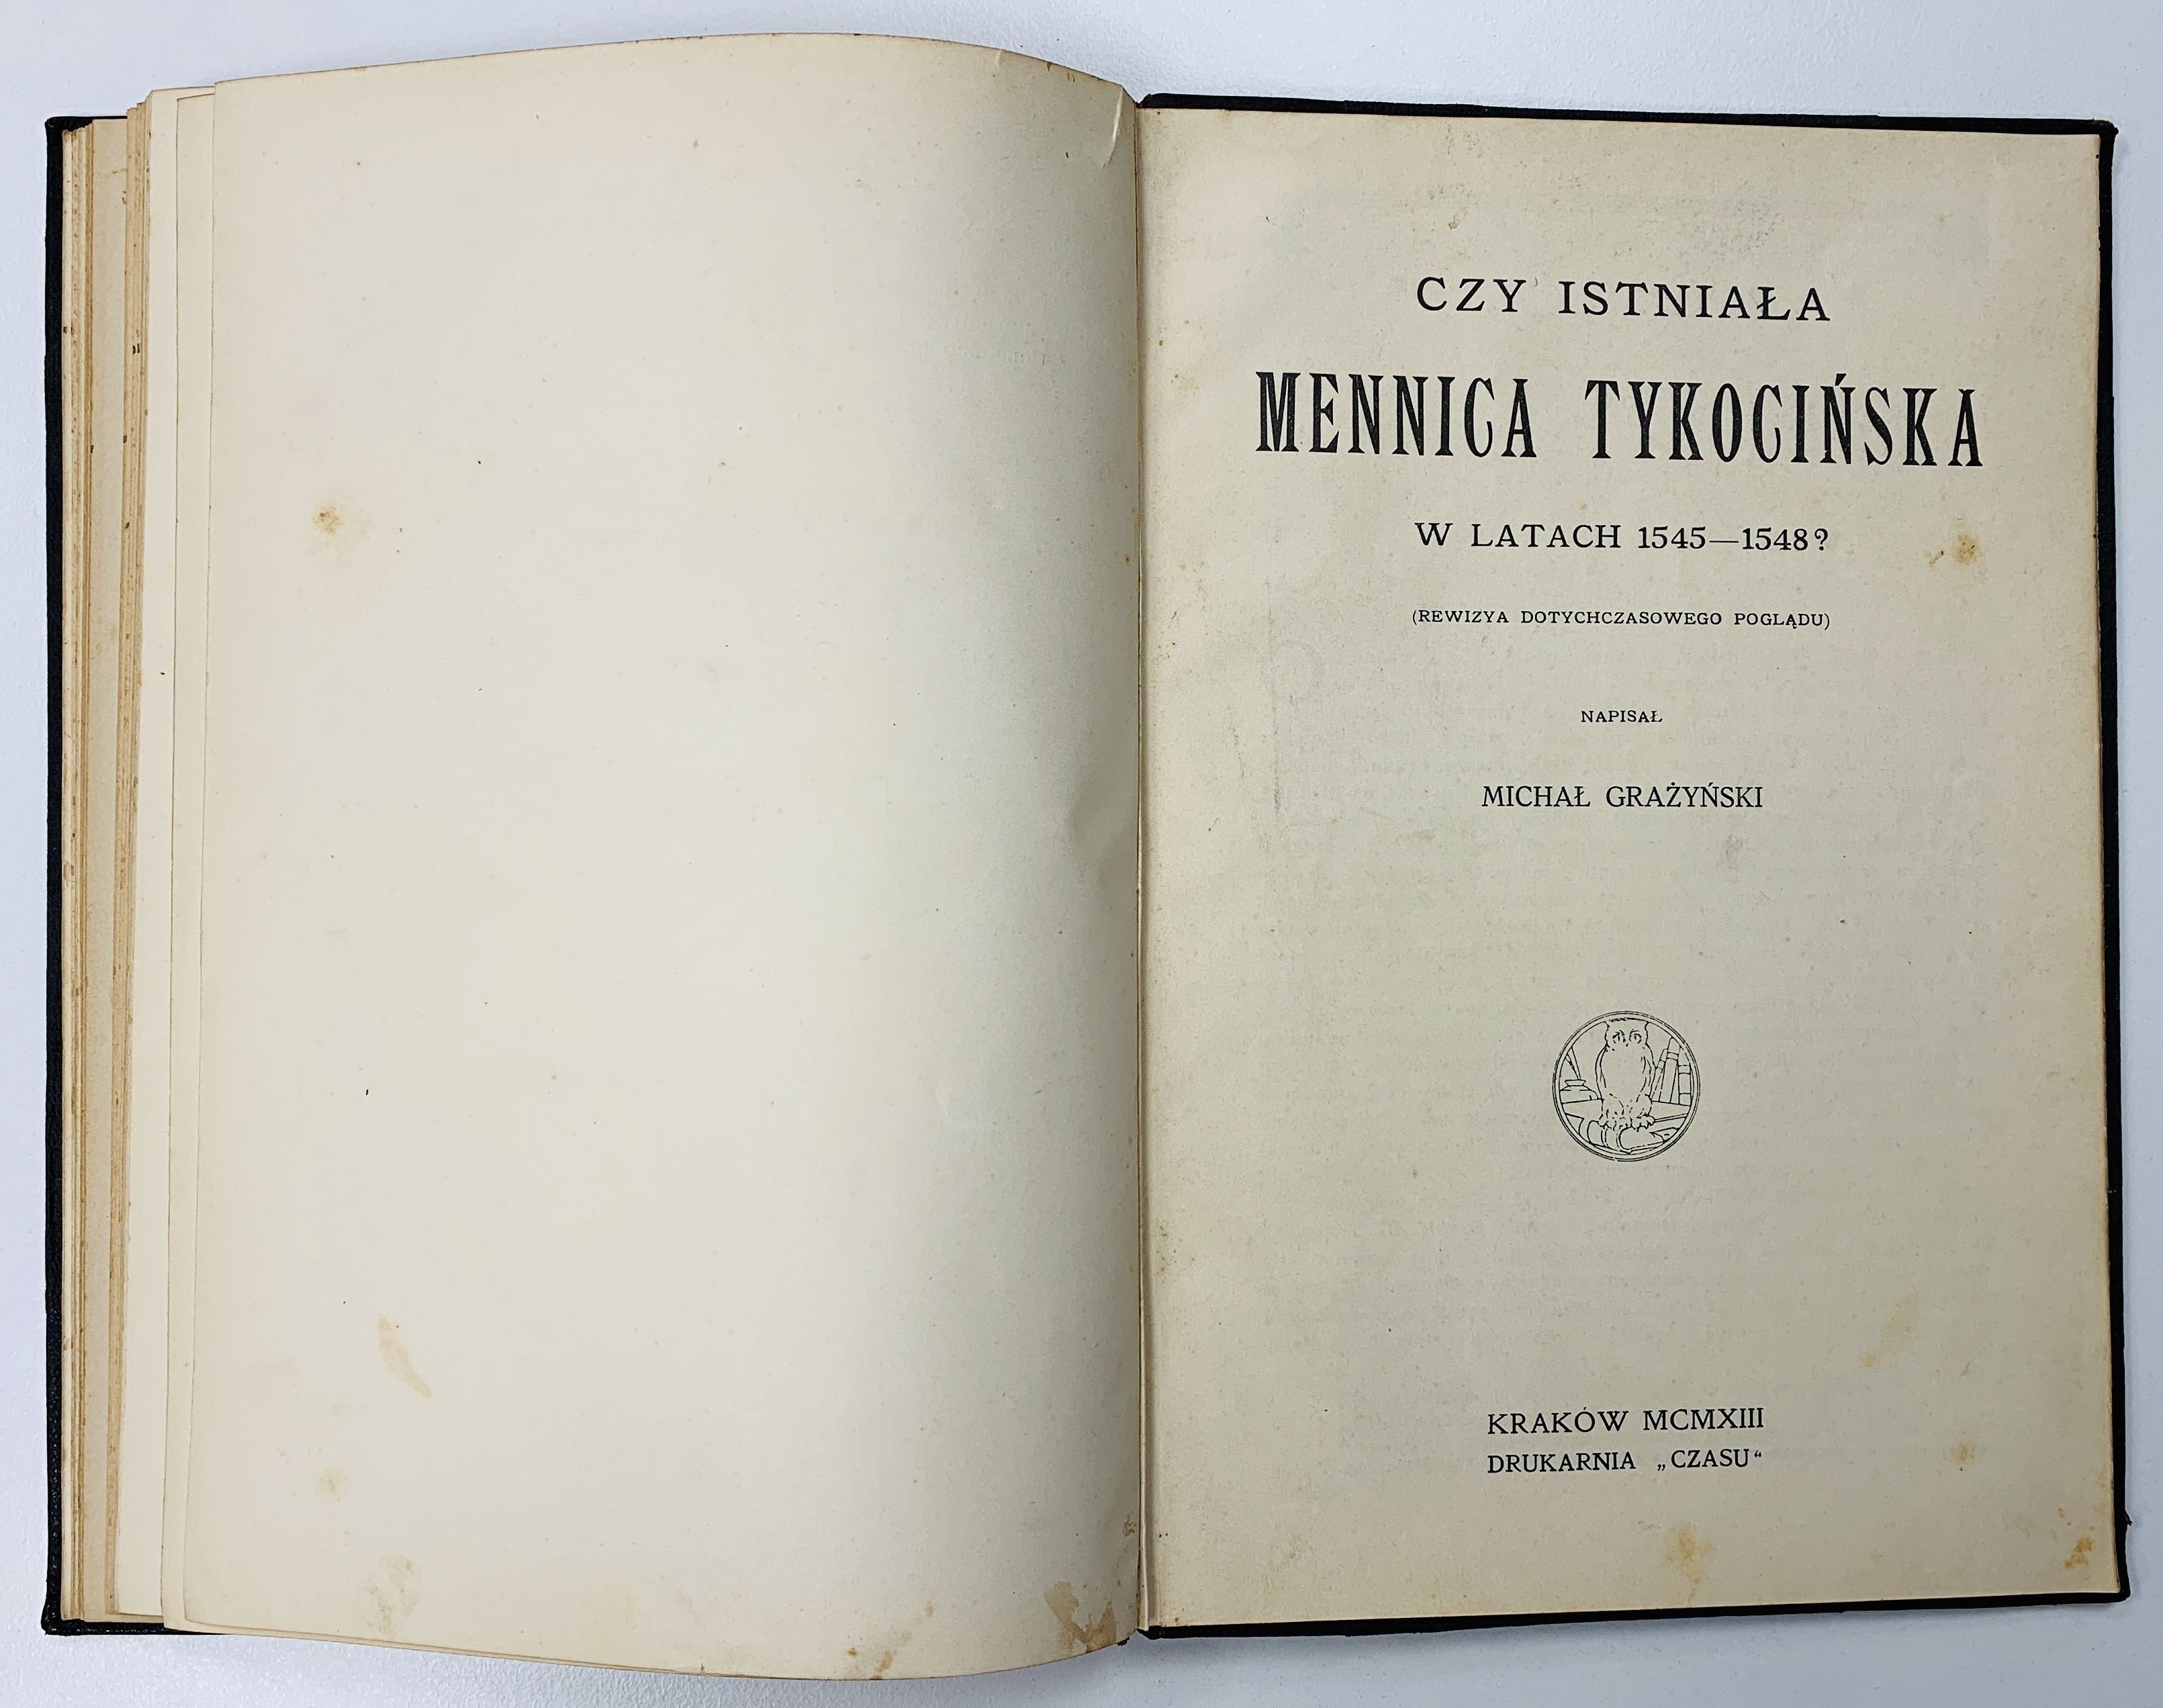 CZY ISTNIAŁA
MENNICA TYKOCIŃSKA
W LATACH 1545—1548?
(REWIZYA DOTYCHCZASOWEGO POGLĄDU)
NAPISAŁ
MICHAŁ GRAŻYŃSKI
KRAKÓW MCMXIII
DRUKARNIA „CZASU“